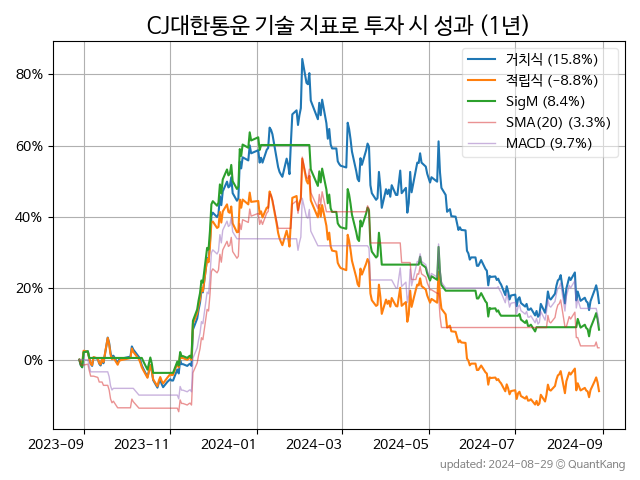 CJ대한통운 기술 지표로 투자 시 성과 (1년)
거치식 (15.8%)
적립식 (-8.8%)
SigM (8.4%)
SMA(20) (3.3%)
MACD (9.7%)
80%
60%
40%
20%
0%
2023-09 2023-11 2024-01 2024-03 2024-05 2024-07 2024-09
updated: 2024-08-29 © QuantKang